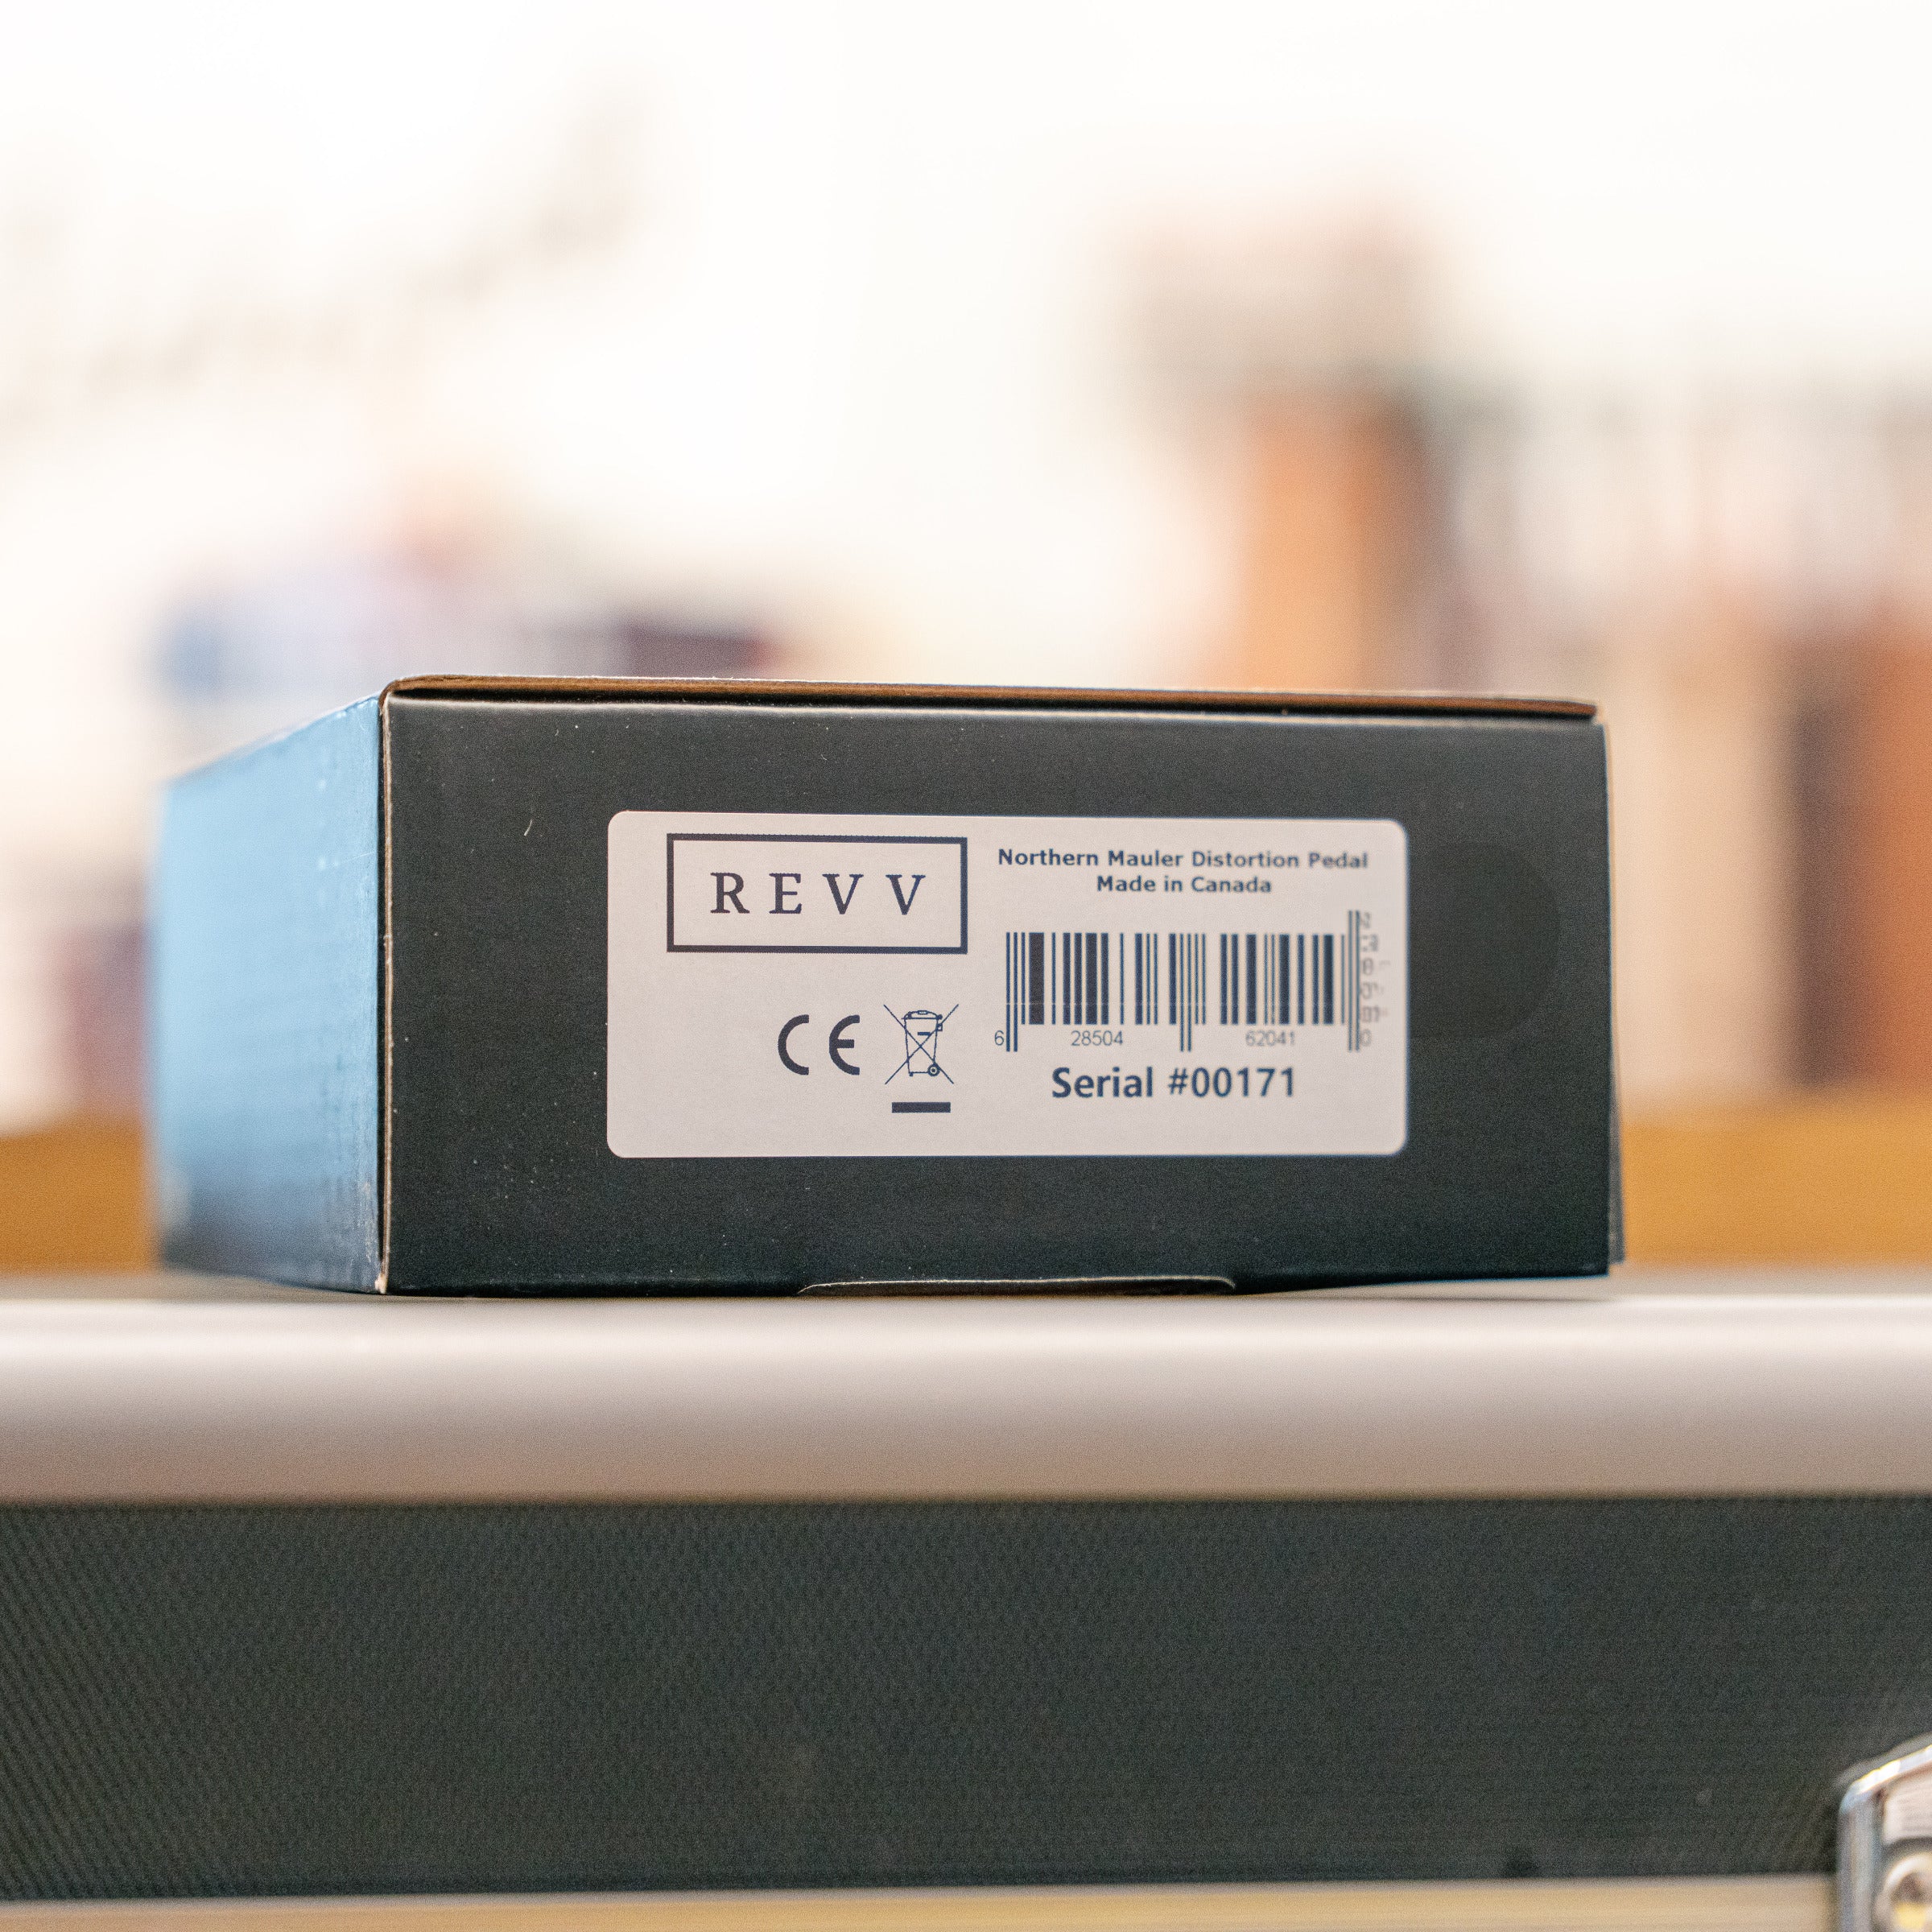 REVV
Northern Mauler Distortion Pedal
Made in Canada
6 28504 62041 0
CE
Serial #00171